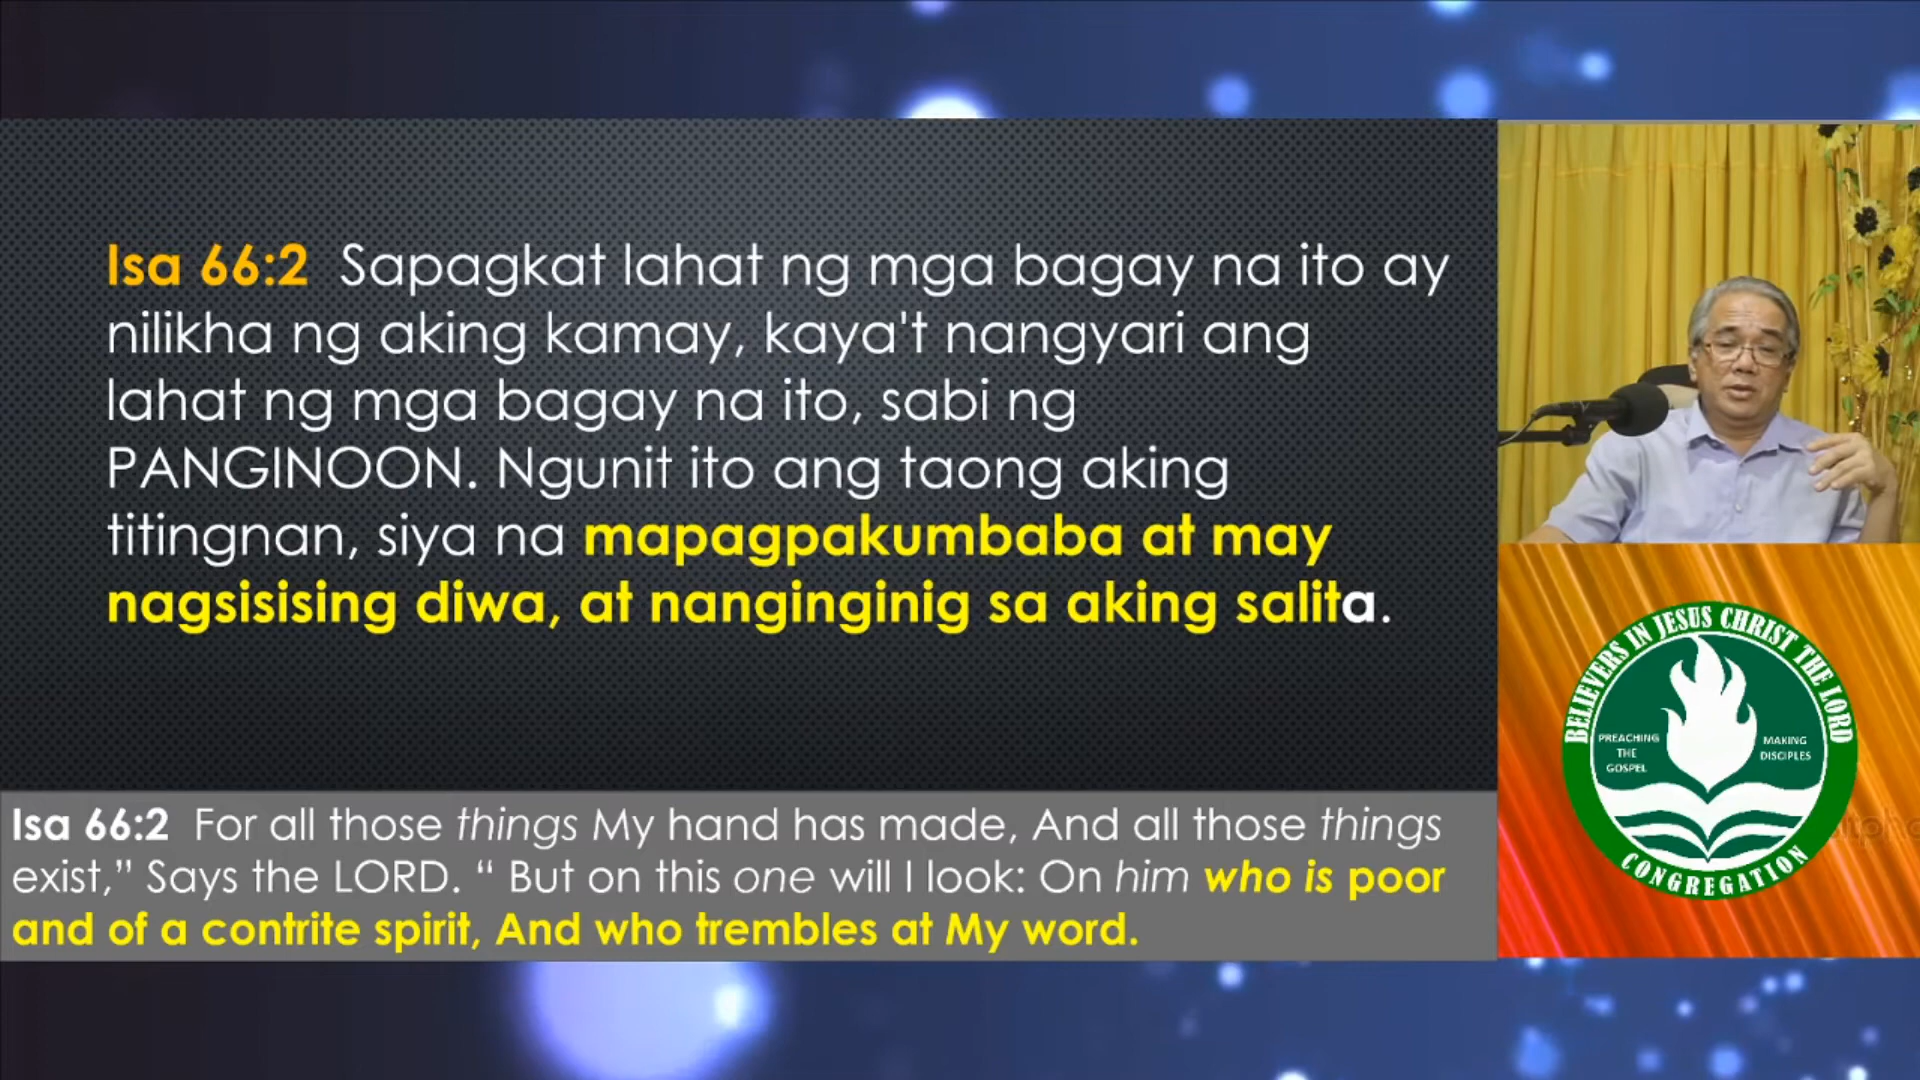 Isa 66:2 Sapagkat lahat ng mga bagay na ito ay
nilikha ng aking kamay, kaya't nangyari ang
lahat ng mga bagay na ito, sabi ng
PANGINOON. Ngunit ito ang taong aking
titingnan, siya na mapagpakumbaba at may
nagsisising diwa, at nanginginig sa aking salita.
Isa 66:2 For all those things My hand has made, And all those things
exist,” Says the LORD. “ But on this one will I look: On him who is poor
and of a contrite spirit, And who trembles at My word.
BELIEVERS IN JESUS CHRIST THE LORD
PREACHING
THE
GOSPEL
MAKING
DISCIPLES
CONGREGATION